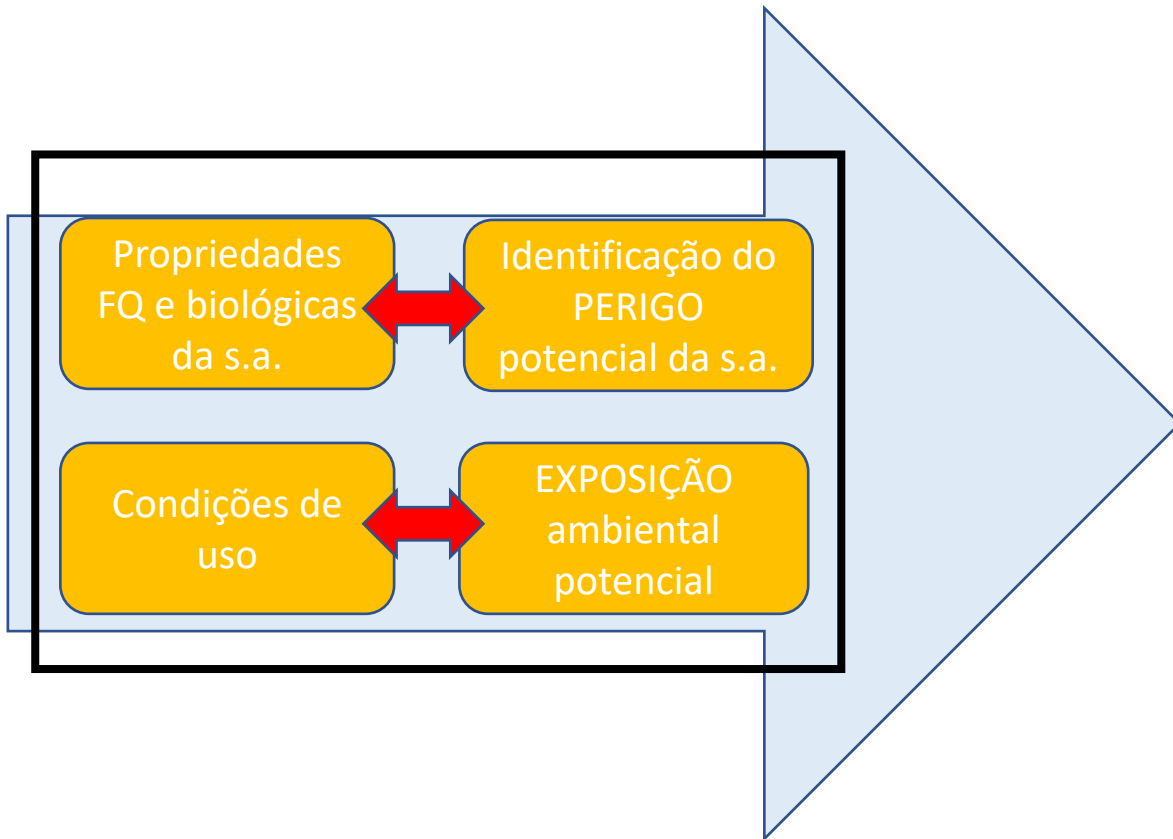 Propriedades
FQ e biológicas
da s.a.
Identificação do
PERIGO
potencial da s.a.
Condições de
uso
EXPOSIÇÃO
ambiental
potencial